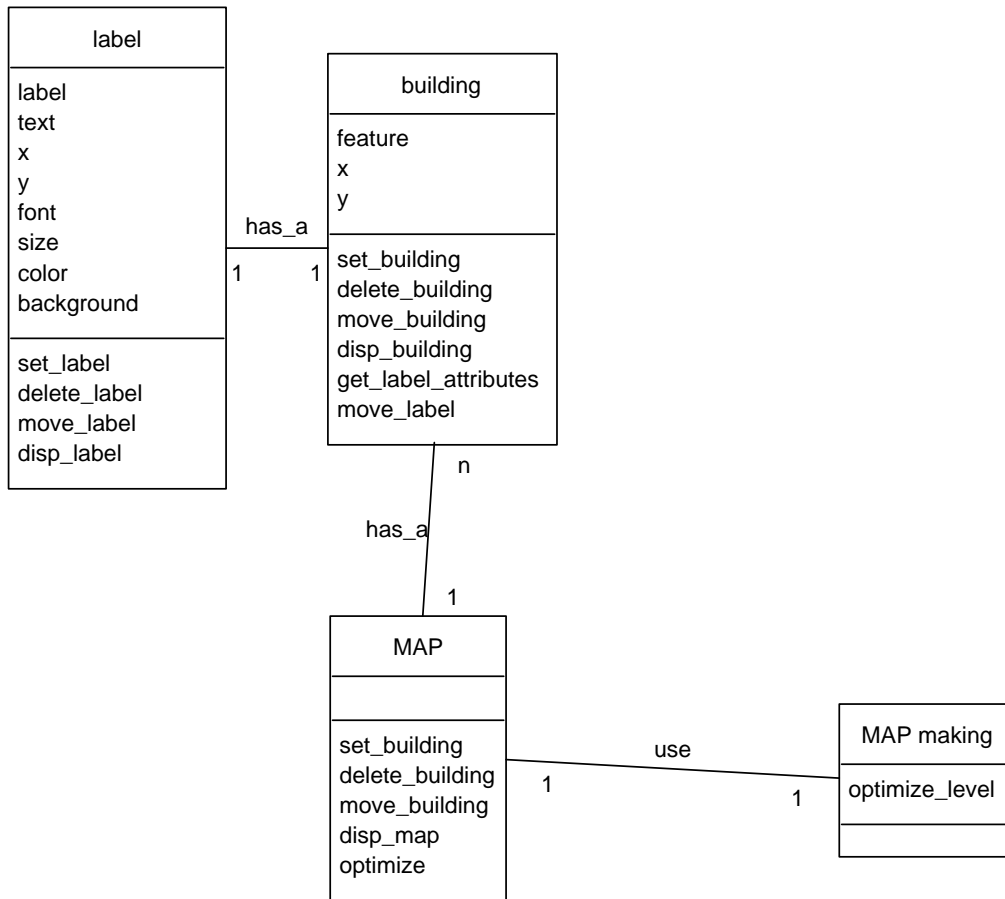 label
label
text
x
y
font
size
color
background
set_label
delete_label
move_label
disp_label
has_a
1
1
building
feature
x
y
set_building
delete_building
move_building
disp_building
get_label_attributes
move_label
n
has_a
1
MAP
set_building
delete_building
move_building
disp_map
optimize
use
1
1
MAP making
optimize_level